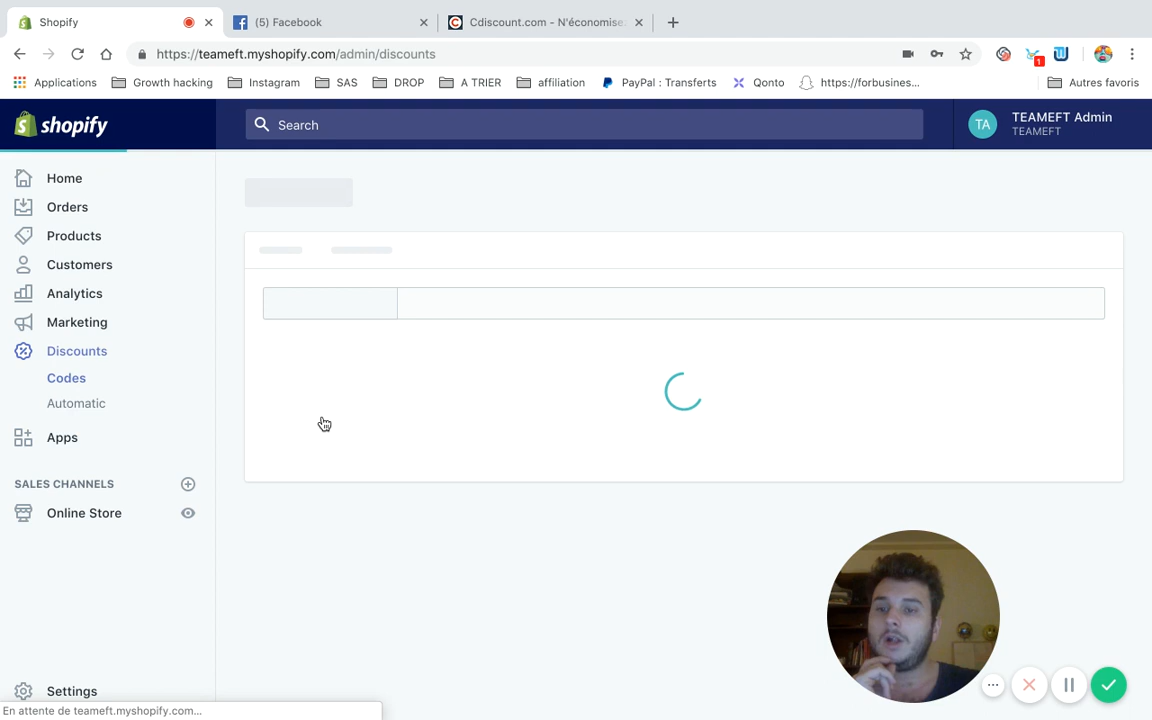 Shopify
(5) Facebook
Cdiscount.com - N'économise
https://teameft.myshopify.com/admin/discounts
Applications
Growth hacking
Instagram
SAS
DROP
A TRIER
affiliation
PayPal : Transferts
Qonto
https://forbusines...
Autres favoris
1
shopify
Search
TA
TEAMEFT Admin
TEAMEFT
Home
Orders
Products
Customers
Analytics
Marketing
Discounts
Codes
Automatic
Apps
SALES CHANNELS
Online Store
Settings
En attente de teameft.myshopify.com...